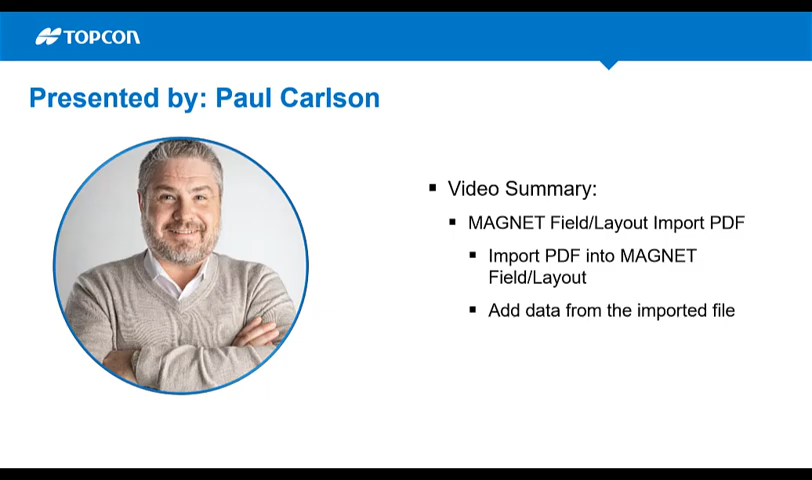 TOPCON
Presented by: Paul Carlson
▪ Video Summary:
▪ MAGNET Field/Layout Import PDF
▪ Import PDF into MAGNET
Field/Layout
▪ Add data from the imported file